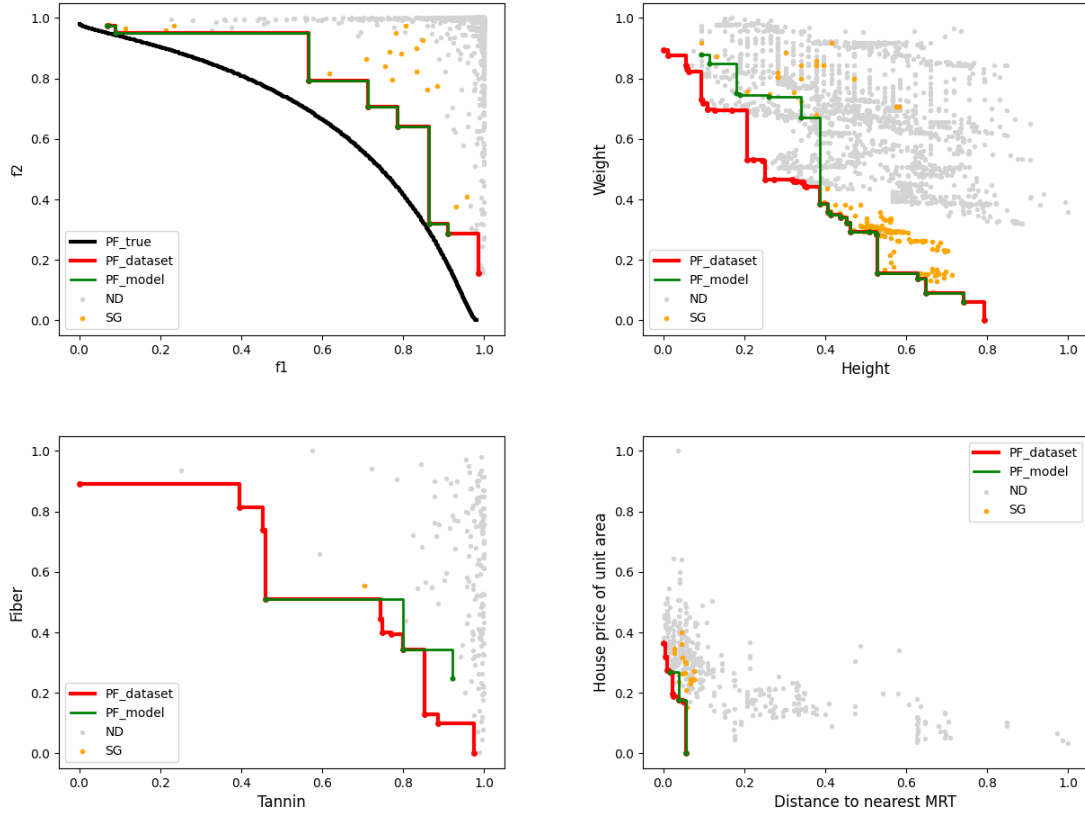 1.0
0.8
0.6
0.4
0.2
0.0
f2
PF_true
PF_dataset
PF_model
ND
SG
0.0 0.2 0.4 0.6 0.8 1.0
f1
1.0
0.8
0.6
0.4
0.2
0.0
Weight
PF_dataset
PF_model
ND
SG
0.0 0.2 0.4 0.6 0.8 1.0
Height
1.0
0.8
0.6
0.4
0.2
0.0
Fiber
PF_dataset
PF_model
ND
SG
0.0 0.2 0.4 0.6 0.8 1.0
Tannin
1.0
0.8
0.6
0.4
0.2
0.0
House price of unit area
PF_dataset
PF_model
ND
SG
0.0 0.2 0.4 0.6 0.8 1.0
Distance to nearest MRT